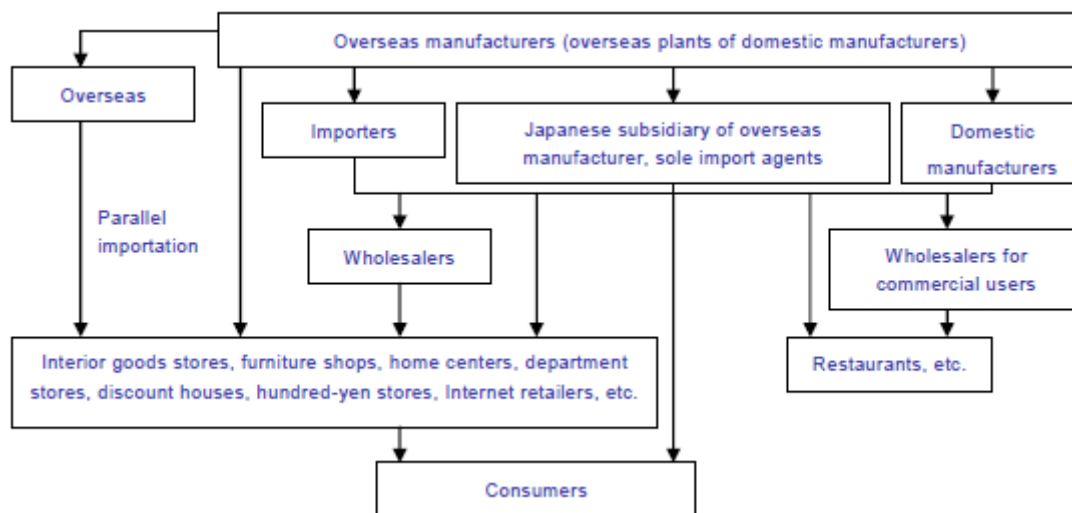 Overseas manufacturers (overseas plants of domestic manufacturers)
Overseas
Importers
Japanese subsidiary of overseas
manufacturer, sole import agents
Domestic
manufacturers
Parallel
importation
Wholesalers
Wholesalers for
commercial users
Interior goods stores, furniture shops, home centers, department
stores, discount houses, hundred-yen stores, Internet retailers, etc.
Restaurants, etc.
Consumers